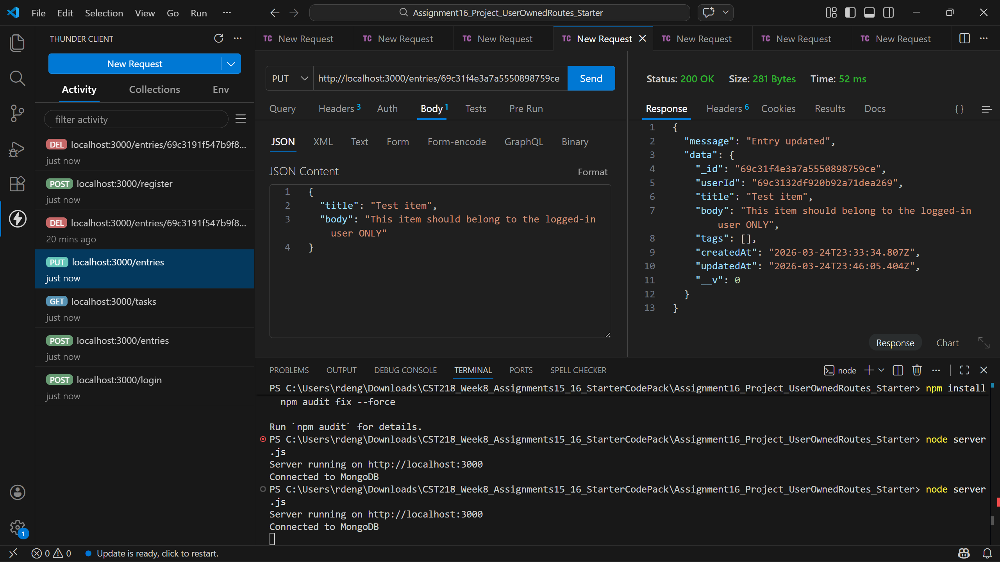 File Edit Selection View Go Run ··· Assignment16_Project_UserOwnedRoutes_Starter
THUNDER CLIENT
New Request
Activity Collections Env
filter activity
DEL localhost:3000/entries/69c3191f547b9f8...
just now
POST localhost:3000/register
just now
DEL localhost:3000/entries/69c3191f547b9f8...
20 mins ago
PUT localhost:3000/entries
just now
GET localhost:3000/tasks
just now
POST localhost:3000/entries
just now
POST localhost:3000/login
just now
TC New Request TC New Request TC New Request TC New Request TC New Request TC New Request TC New Request
PUT http://localhost:3000/entries/69c31f4e3a7a5550898759ce Send
Query Headers 3 Auth Body 1 Tests Pre Run
JSON XML Text Form Form-encode GraphQL Binary
JSON Content Format
1 {
2 "title": "Test item",
3 "body": "This item should belong to the logged-in
user ONLY"
4 }
Status: 200 OK Size: 281 Bytes Time: 52 ms
Response Headers 6 Cookies Results Docs { }
1 {
2 "message": "Entry updated",
3 "data": {
4 "_id": "69c31f4e3a7a5550898759ce",
5 "userId": "69c3132df920b92a71dea269",
6 "title": "Test item",
7 "body": "This item should belong to the logged-in
user ONLY",
8 "tags": [],
9 "createdAt": "2026-03-24T23:33:34.807Z",
10 "updatedAt": "2026-03-24T23:46:05.404Z",
11 "__v": 0
12 }
13 }
Response Chart
PROBLEMS OUTPUT DEBUG CONSOLE TERMINAL PORTS SPELL CHECKER node
PS C:\Users\rdeng\Downloads\CST218_Week8_Assignments15_16_StarterCodePack\Assignment16_Project_UserOwnedRoutes_Starter> npm install
npm audit fix --force
Run `npm audit` for details.
PS C:\Users\rdeng\Downloads\CST218_Week8_Assignments15_16_StarterCodePack\Assignment16_Project_UserOwnedRoutes_Starter> node server
.js
Server running on http://localhost:3000
Connected to MongoDB
PS C:\Users\rdeng\Downloads\CST218_Week8_Assignments15_16_StarterCodePack\Assignment16_Project_UserOwnedRoutes_Starter> node server
.js
Server running on http://localhost:3000
Connected to MongoDB
1
0 0 Update is ready, click to restart.